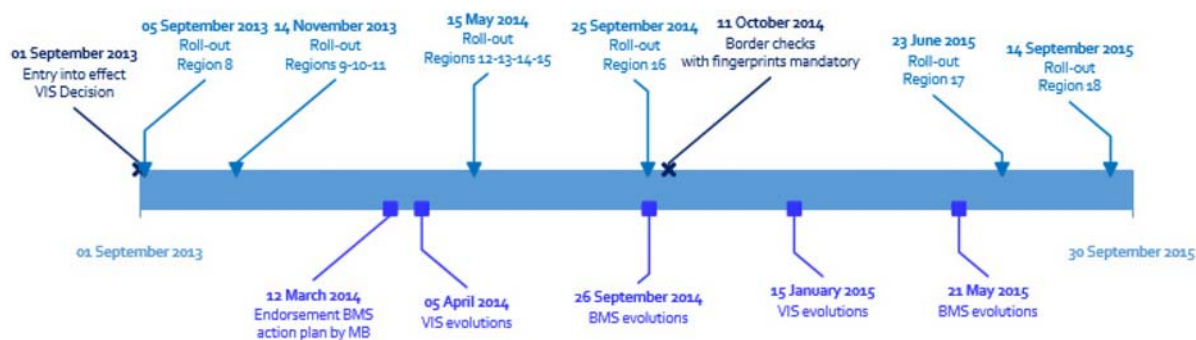 01 September 2013
Entry into effect
VIS Decision
05 September 2013
Roll-out
Region 8
14 November 2013
Roll-out
Regions 9-10-11
15 May 2014
Roll-out
Regions 12-13-14-15
25 September 2014
Roll-out
Region 16
11 October 2014
Border checks
with fingerprints mandatory
23 June 2015
Roll-out
Region 17
14 September 2015
Roll-out
Region 18
01 September 2013
30 September 2015
12 March 2014
Endorsement BMS
action plan by MB
05 April 2014
VIS evolutions
26 September 2014
BMS evolutions
15 January 2015
VIS evolutions
21 May 2015
BMS evolutions